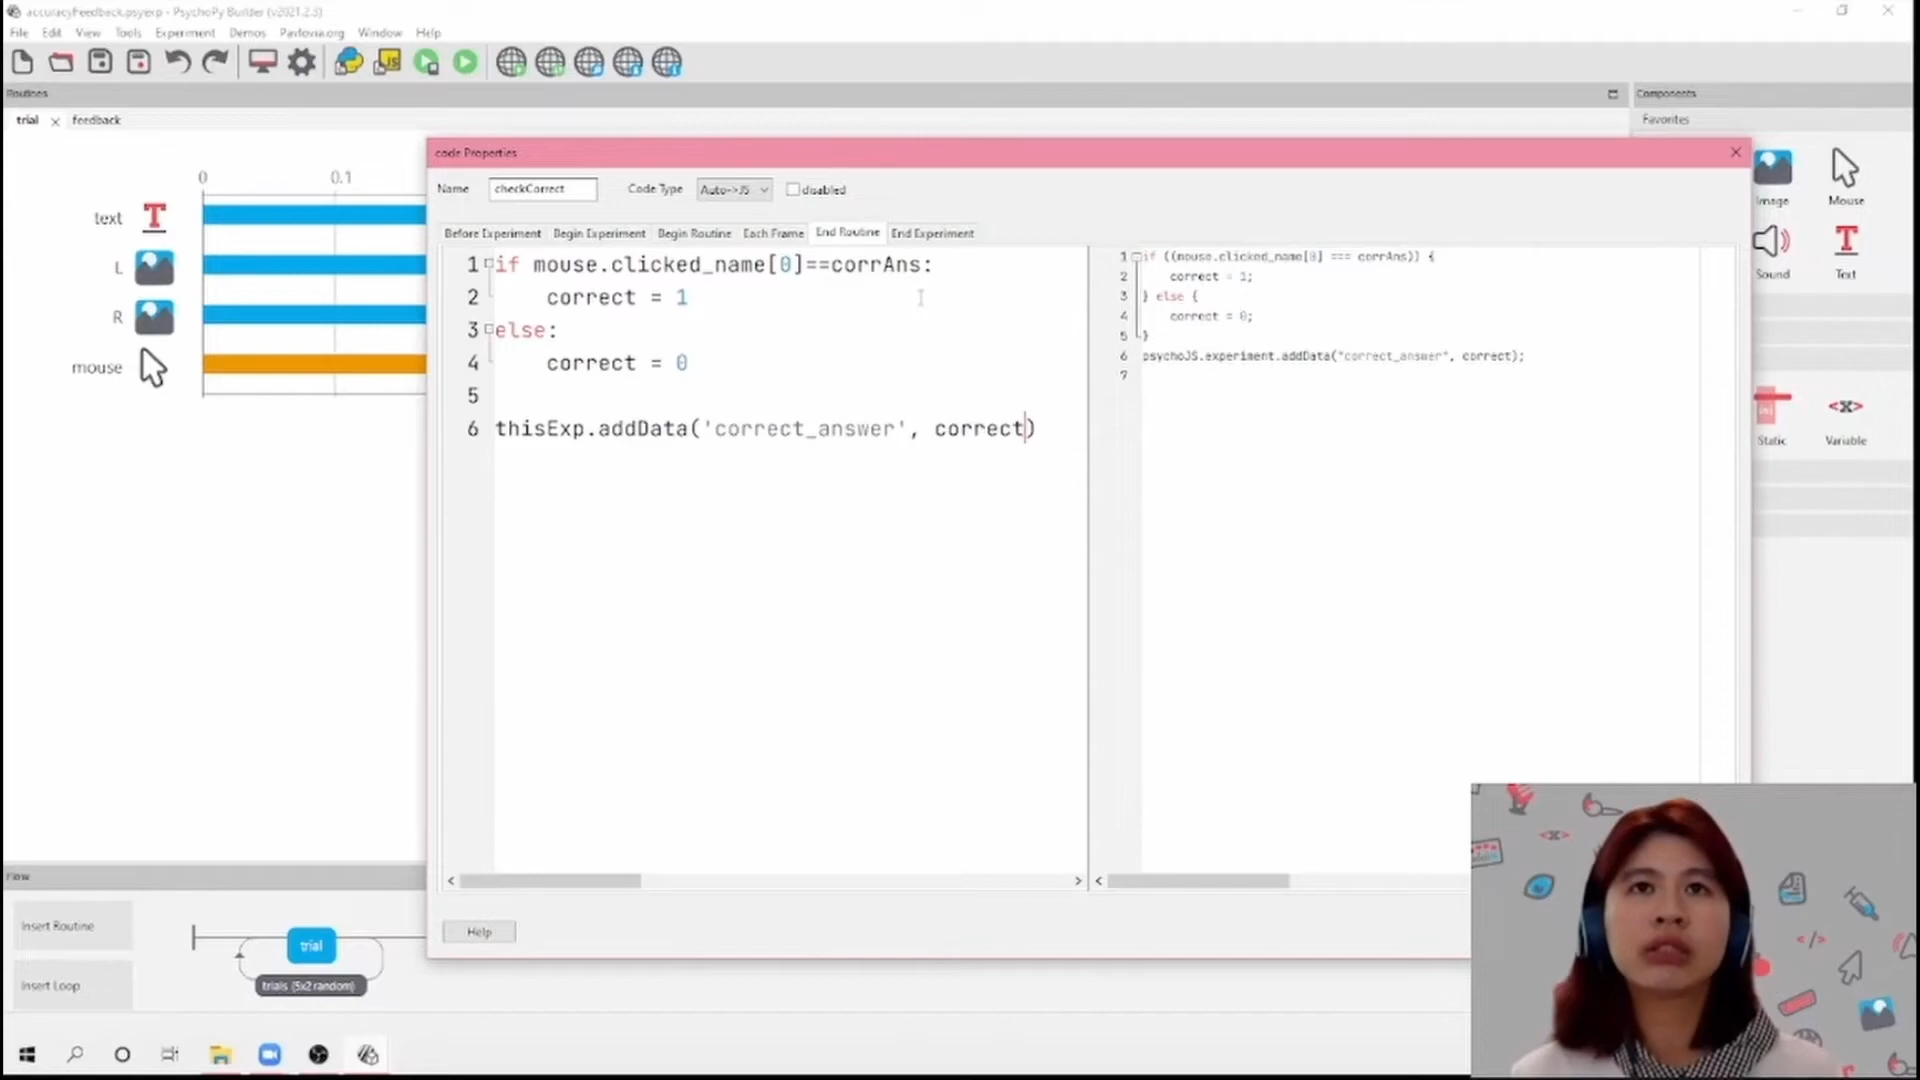 accuracyFeedback.psyexp - PsychoPy Builder (v2021.2.3)
File Edit View Tools Experiment Demos Pavlovia.org Window Help
Routines
Components
trial
feedback
Favorites
0
0.1
text
L
R
mouse
code Properties
Name
checkCorrect
Code Type
Auto->JS
disabled
Before Experiment
Begin Experiment
Begin Routine
Each Frame
End Routine
End Experiment
1 if mouse.clicked_name[0]==corrAns:
2 correct = 1
3 else:
4 correct = 0
5
6 thisExp.addData('correct_answer', correct)
1 if ((mouse.clicked_name[0] === corrAns)) {
2 correct = 1;
3 } else {
4 correct = 0;
5 }
6 psychoJS.experiment.addData("correct_answer", correct);
7
Image
Mouse
Sound
Text
Static
Variable
Help
Flow
Insert Routine
Insert Loop
trial
trials (5x2 random)